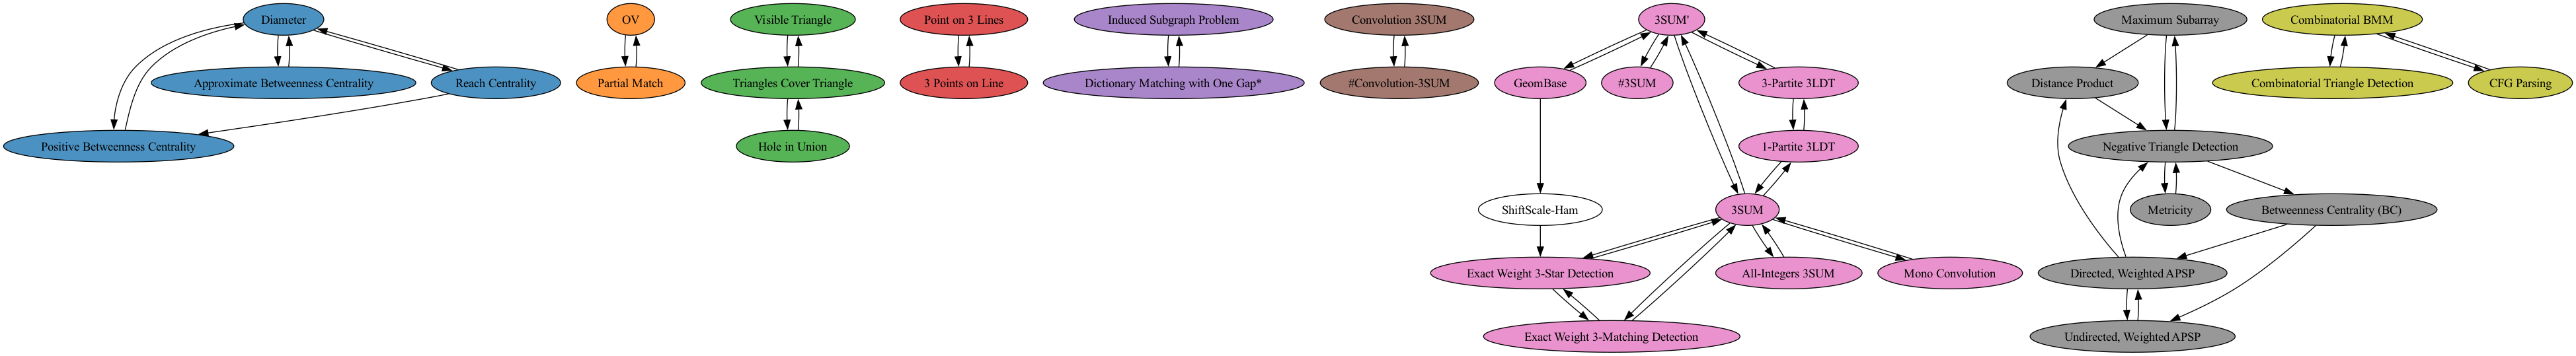 Diameter
OV
Visible Triangle
Point on 3 Lines
Induced Subgraph Problem
Convolution 3SUM
3SUM'
Maximum Subarray
Combinatorial BMM
Approximate Betweenness Centrality
Reach Centrality
Partial Match
Triangles Cover Triangle
3 Points on Line
Dictionary Matching with One Gap*
#Convolution-3SUM
GeomBase
#3SUM
3-Partite 3LDT
Distance Product
Combinatorial Triangle Detection
CFG Parsing
Positive Betweenness Centrality
Hole in Union
1-Partite 3LDT
Negative Triangle Detection
ShiftScale-Ham
3SUM
Metricity
Betweenness Centrality (BC)
Exact Weight 3-Star Detection
All-Integers 3SUM
Mono Convolution
Directed, Weighted APSP
Exact Weight 3-Matching Detection
Undirected, Weighted APSP